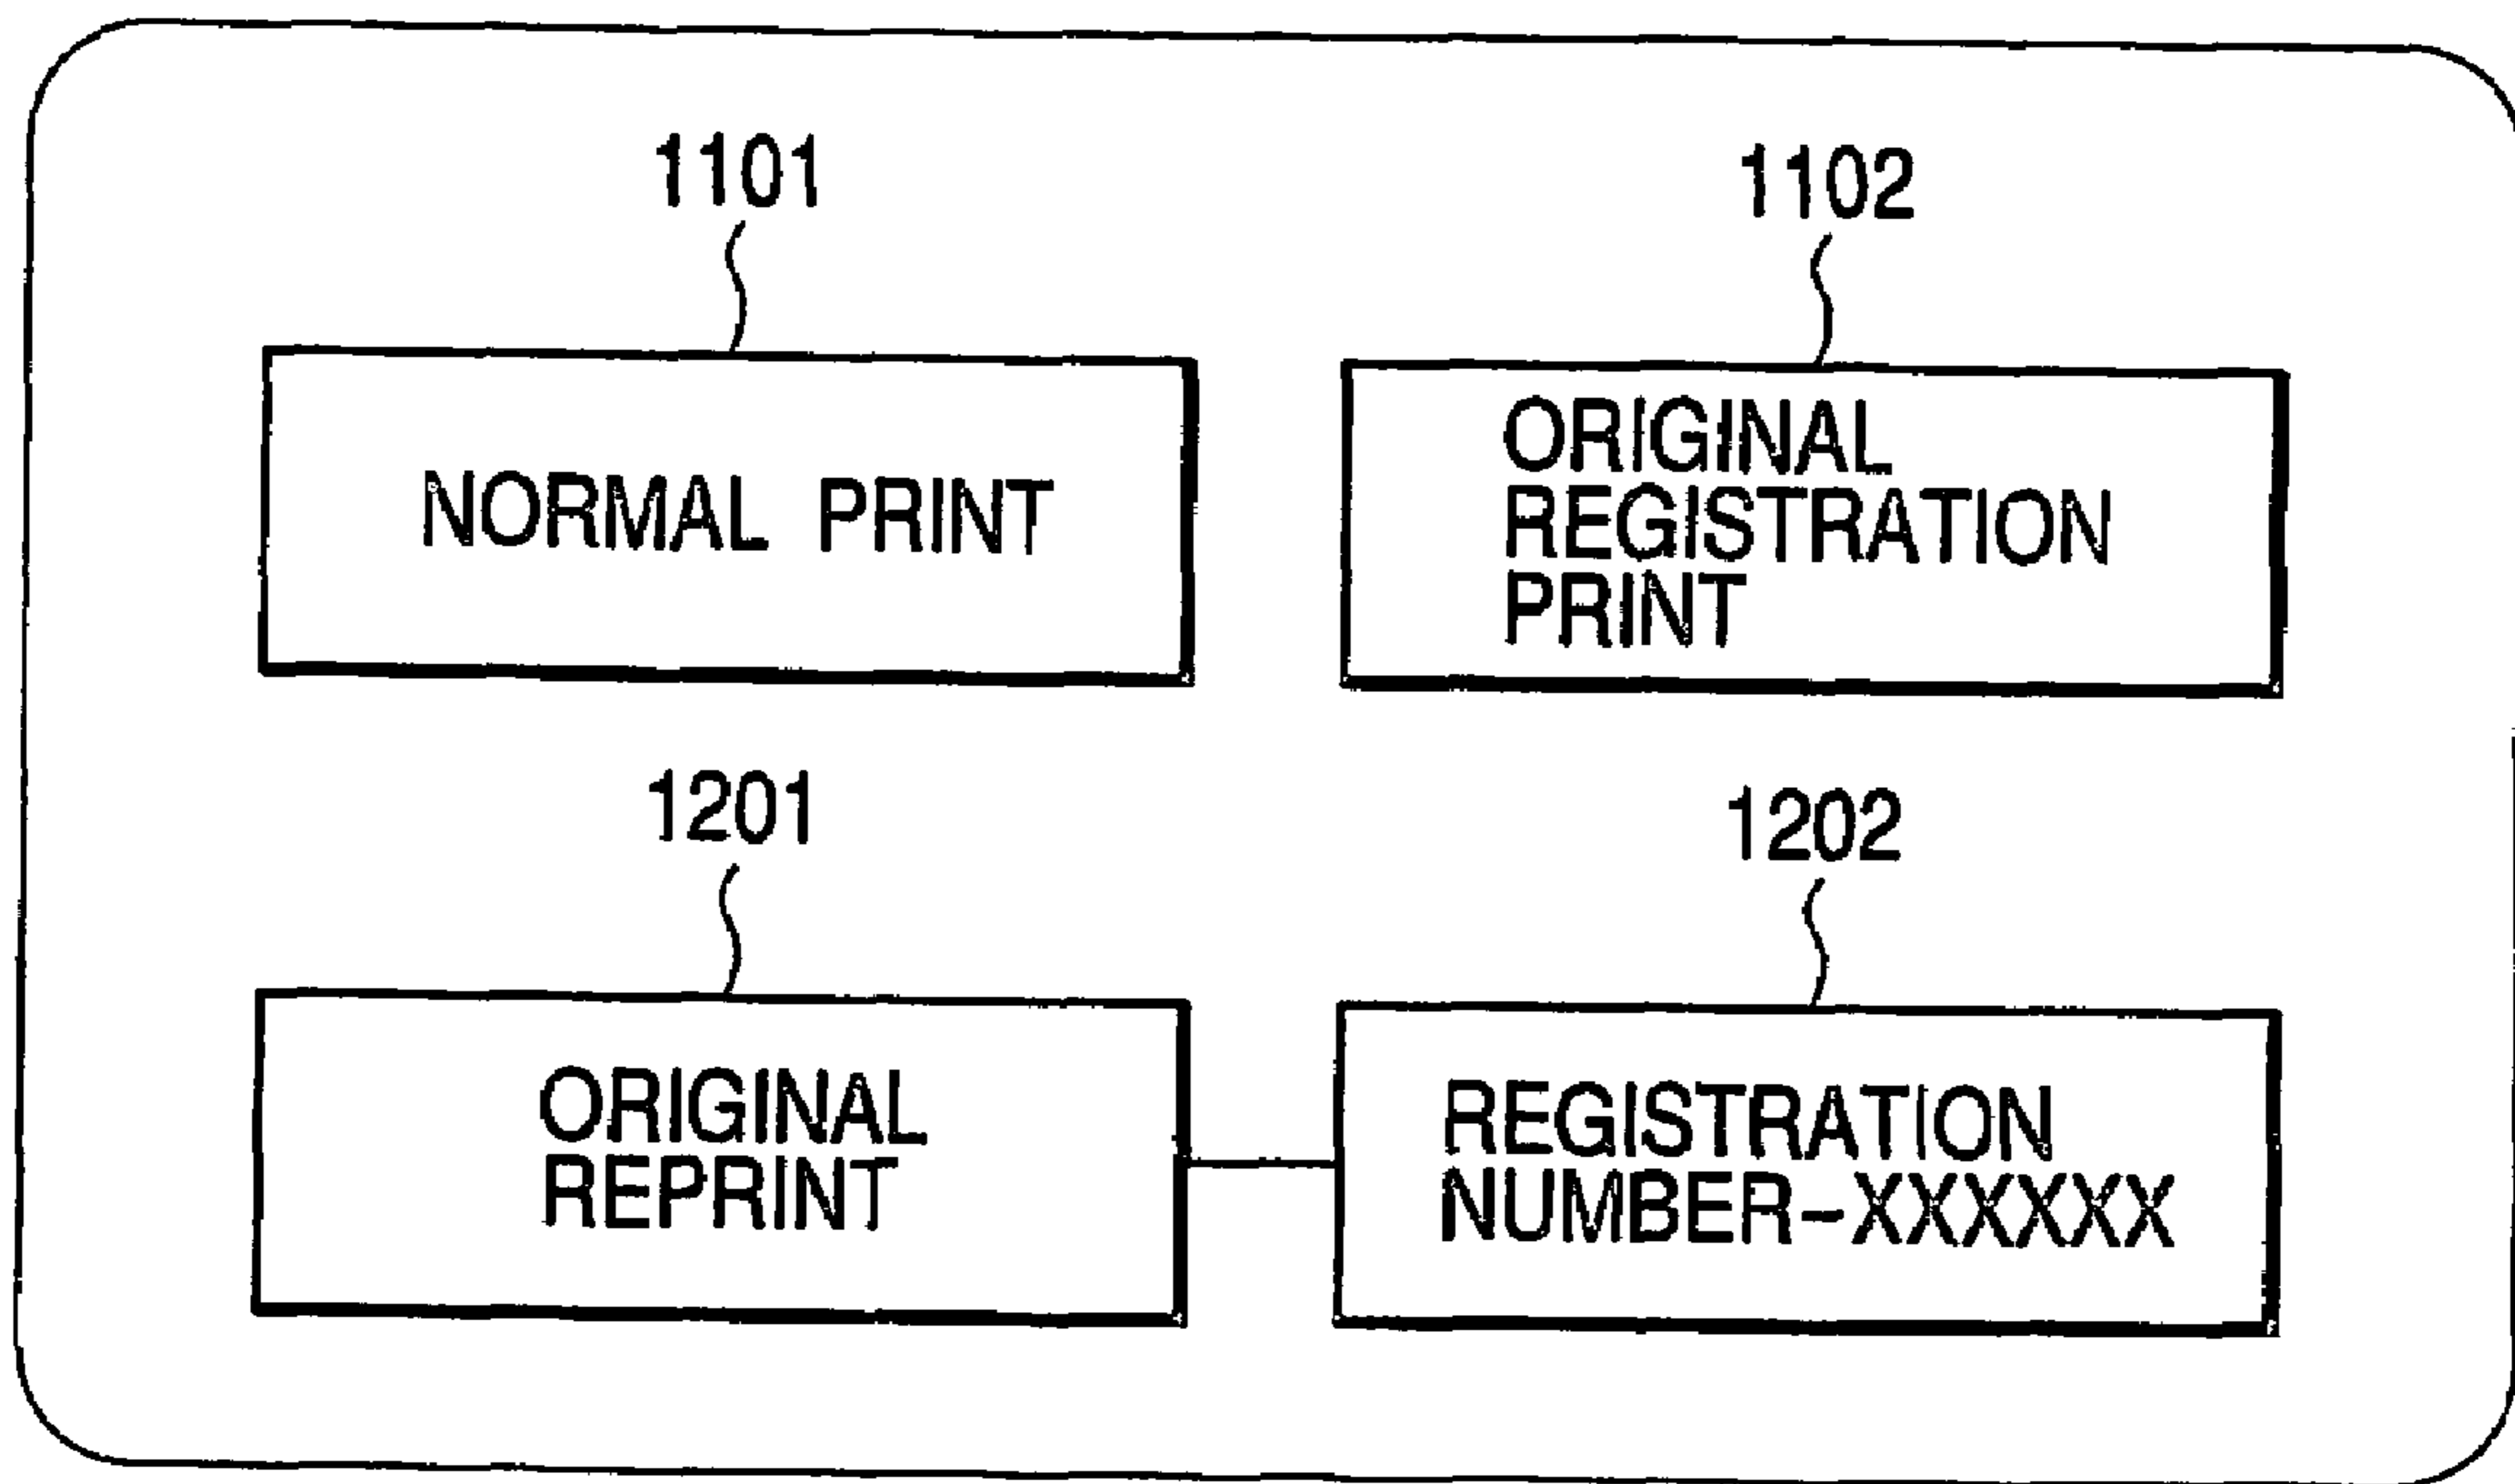 1101
1102
NORMAL PRINT
ORIGINAL
REGISTRATION
PRINT
1201
1202
ORIGINAL
REPRINT
REGISTRATION
NUMBER-XXXXXX